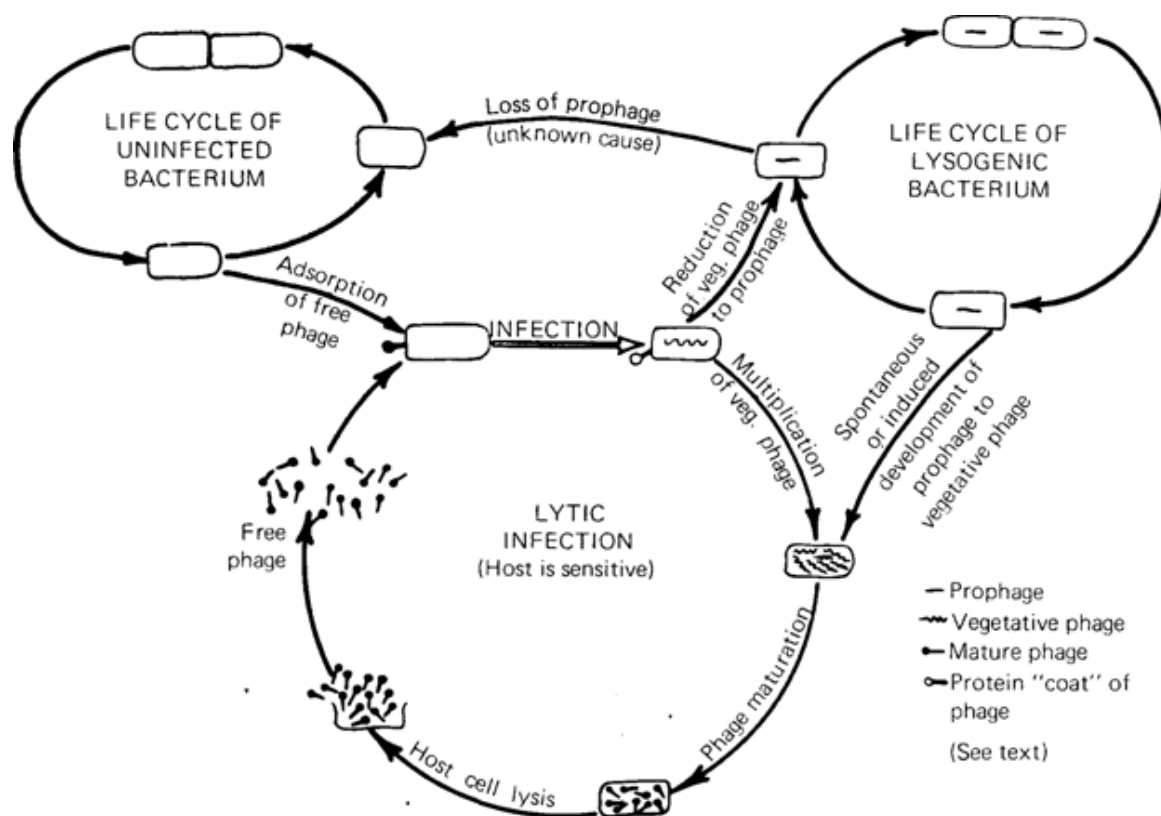 LIFE CYCLE OF
UNINFECTED
BACTERIUM
Loss of prophage
(unknown cause)
LIFE CYCLE OF
LYSOGENIC
BACTERIUM
Adsorption
of free
phage
INFECTION
Reduction
of veg. phage
to prophage
Multiplication
of veg. phage
Spontaneous
or induced
development of
prophage to
vegetative phage
Free
phage
LYTIC
INFECTION
(Host is sensitive)
Phage maturation
Host cell lysis
Prophage
Vegetative phage
Mature phage
Protein "coat" of
phage
(See text)